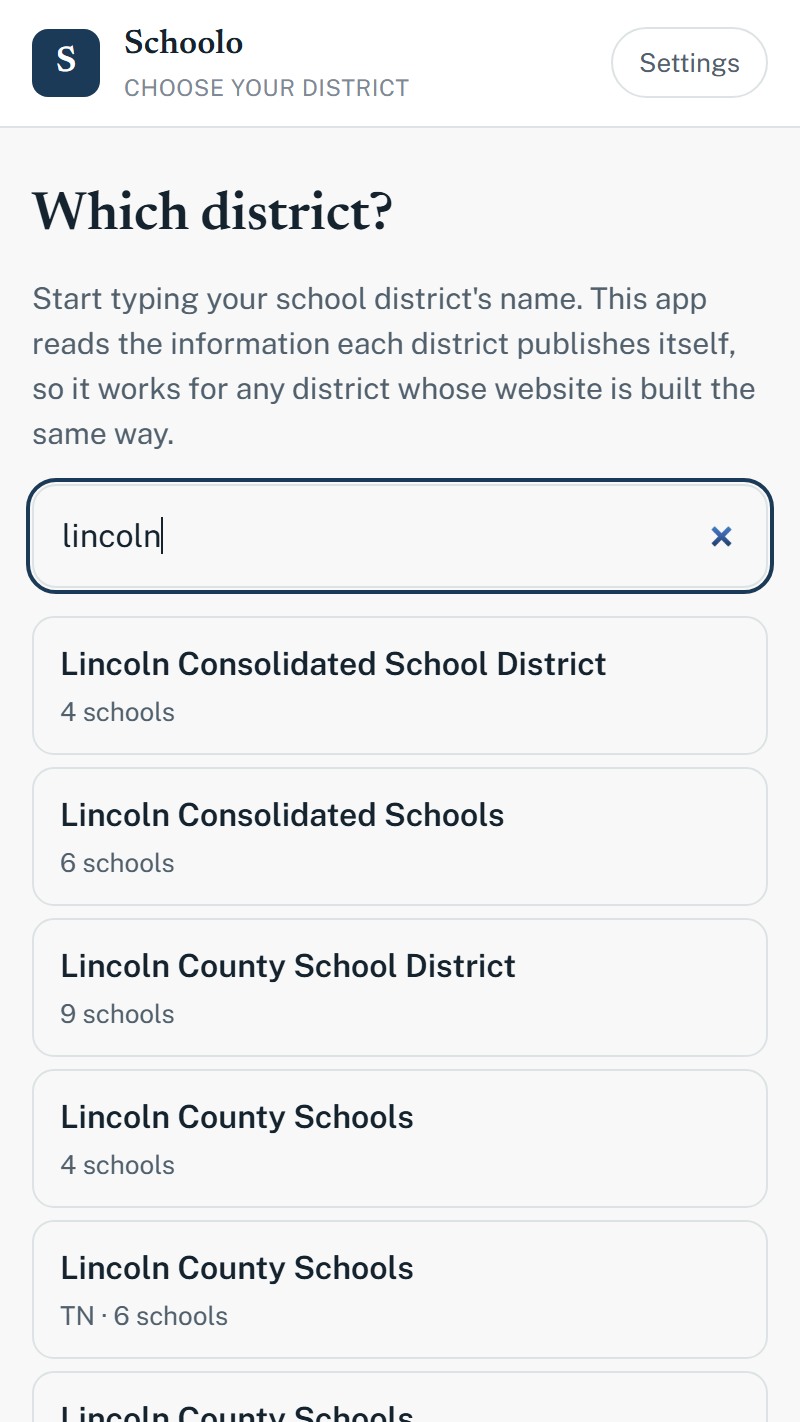 S
Schoolo
CHOOSE YOUR DISTRICT
Settings
Which district?
Start typing your school district's name. This app
reads the information each district publishes itself,
so it works for any district whose website is built the
same way.
lincoln
Lincoln Consolidated School District
4 schools
Lincoln Consolidated Schools
6 schools
Lincoln County School District
9 schools
Lincoln County Schools
4 schools
Lincoln County Schools
TN · 6 schools
Lincoln County Schools